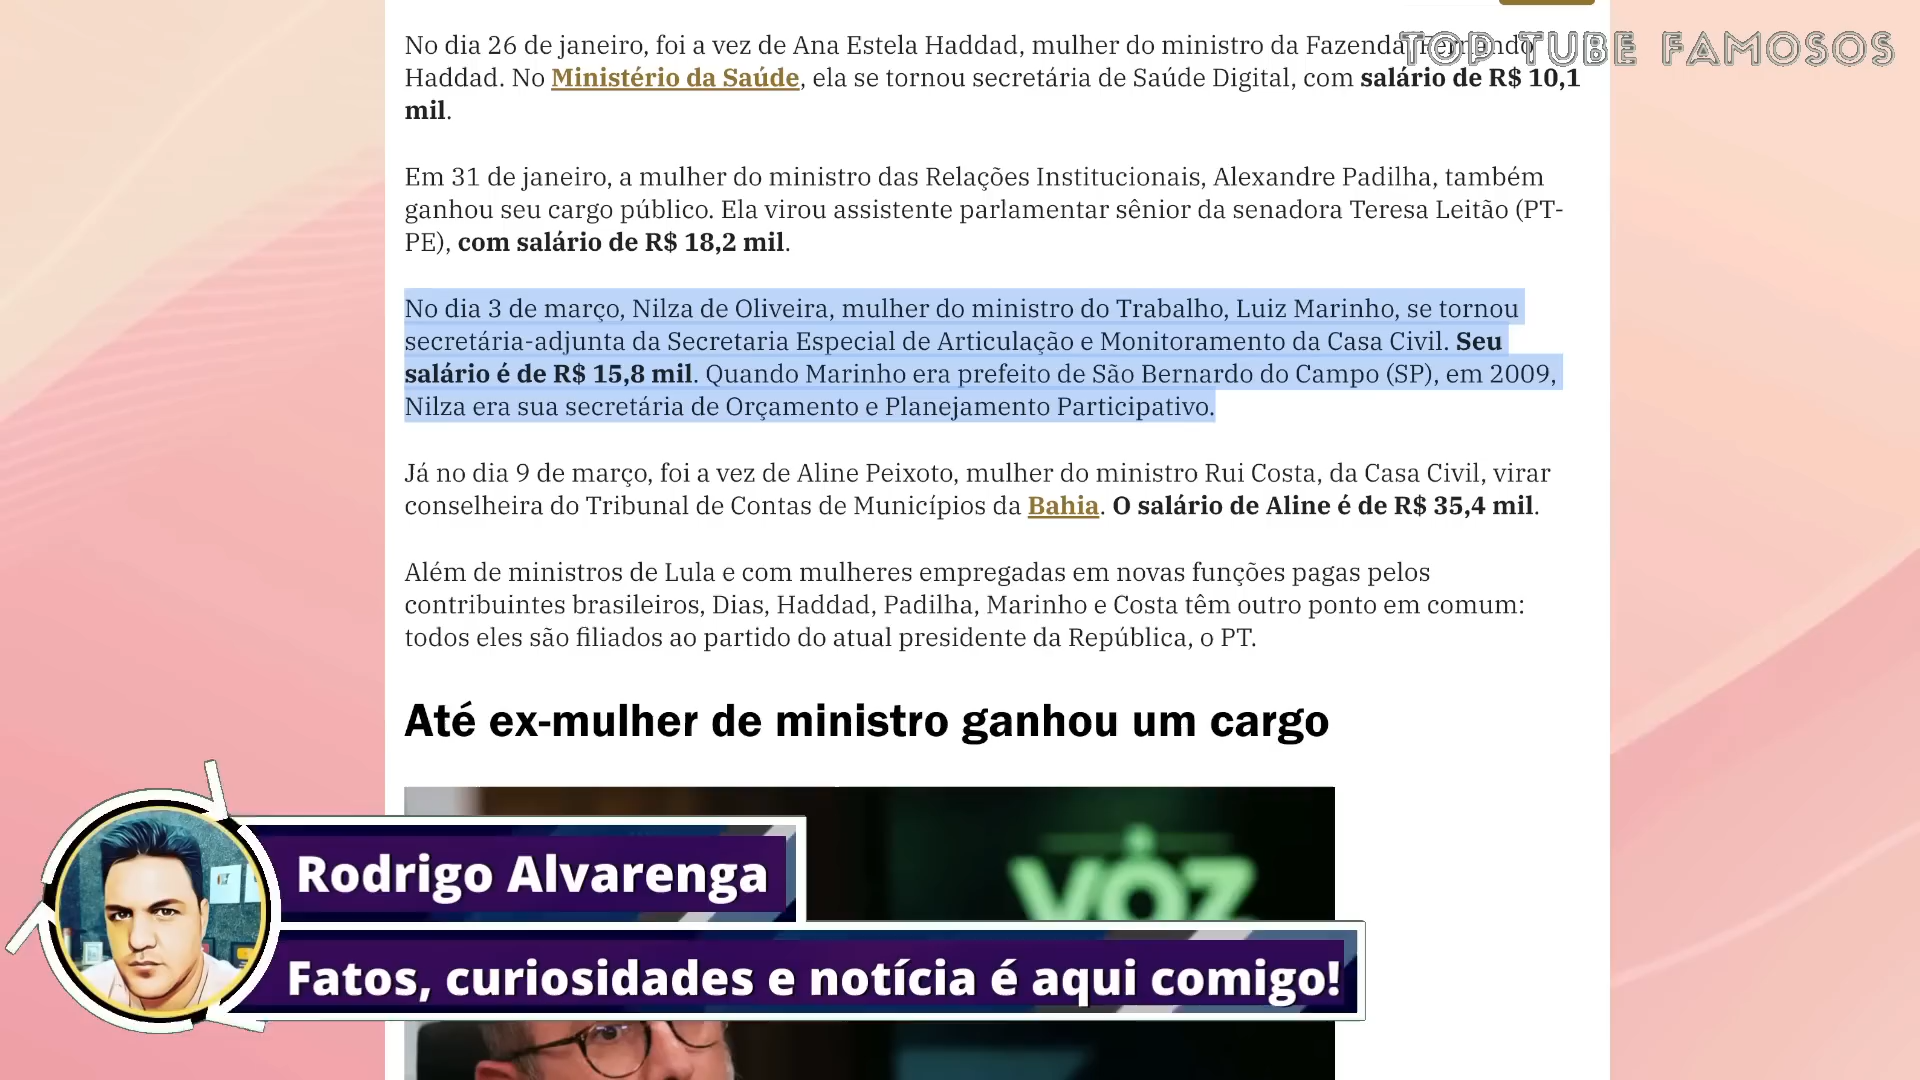 No dia 26 de janeiro, foi a vez de Ana Estela Haddad, mulher do ministro da Fazenda, Fernando
TOP TUBE FAMOSOS
Haddad. No Ministério da Saúde, ela se tornou secretária de Saúde Digital, com salário de R$ 10,1
mil.
Em 31 de janeiro, a mulher do ministro das Relações Institucionais, Alexandre Padilha, também
ganhou seu cargo público. Ela virou assistente parlamentar sênior da senadora Teresa Leitão (PT-
PE), com salário de R$ 18,2 mil.
No dia 3 de março, Nilza de Oliveira, mulher do ministro do Trabalho, Luiz Marinho, se tornou
secretária-adjunta da Secretaria Especial de Articulação e Monitoramento da Casa Civil. Seu
salário é de R$ 15,8 mil. Quando Marinho era prefeito de São Bernardo do Campo (SP), em 2009,
Nilza era sua secretária de Orçamento e Planejamento Participativo.
Já no dia 9 de março, foi a vez de Aline Peixoto, mulher do ministro Rui Costa, da Casa Civil, virar
conselheira do Tribunal de Contas de Municípios da Bahia. O salário de Aline é de R$ 35,4 mil.
Além de ministros de Lula e com mulheres empregadas em novas funções pagas pelos
contribuintes brasileiros, Dias, Haddad, Padilha, Marinho e Costa têm outro ponto em comum:
todos eles são filiados ao partido do atual presidente da República, o PT.
Até ex-mulher de ministro ganhou um cargo
VOZ
Rodrigo Alvarenga
Fatos, curiosidades e notícia é aqui comigo!